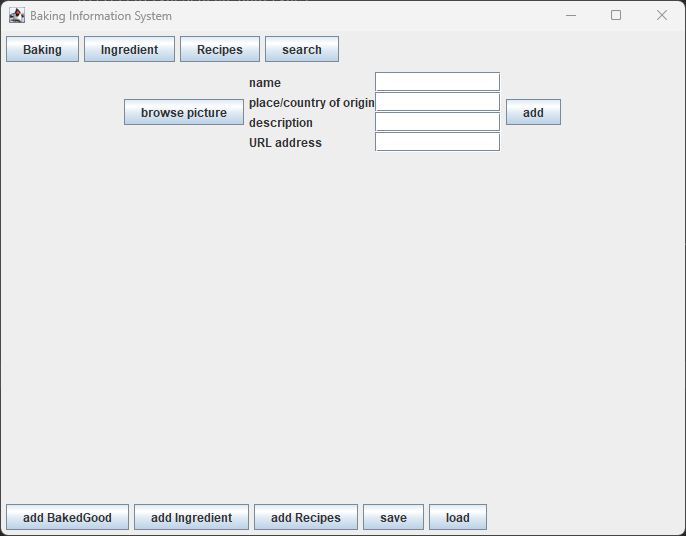 Baking Information System
Baking Ingredient Recipes search
name
browse picture place/country of origin add
description
URL address
add BakedGood add Ingredient add Recipes save load